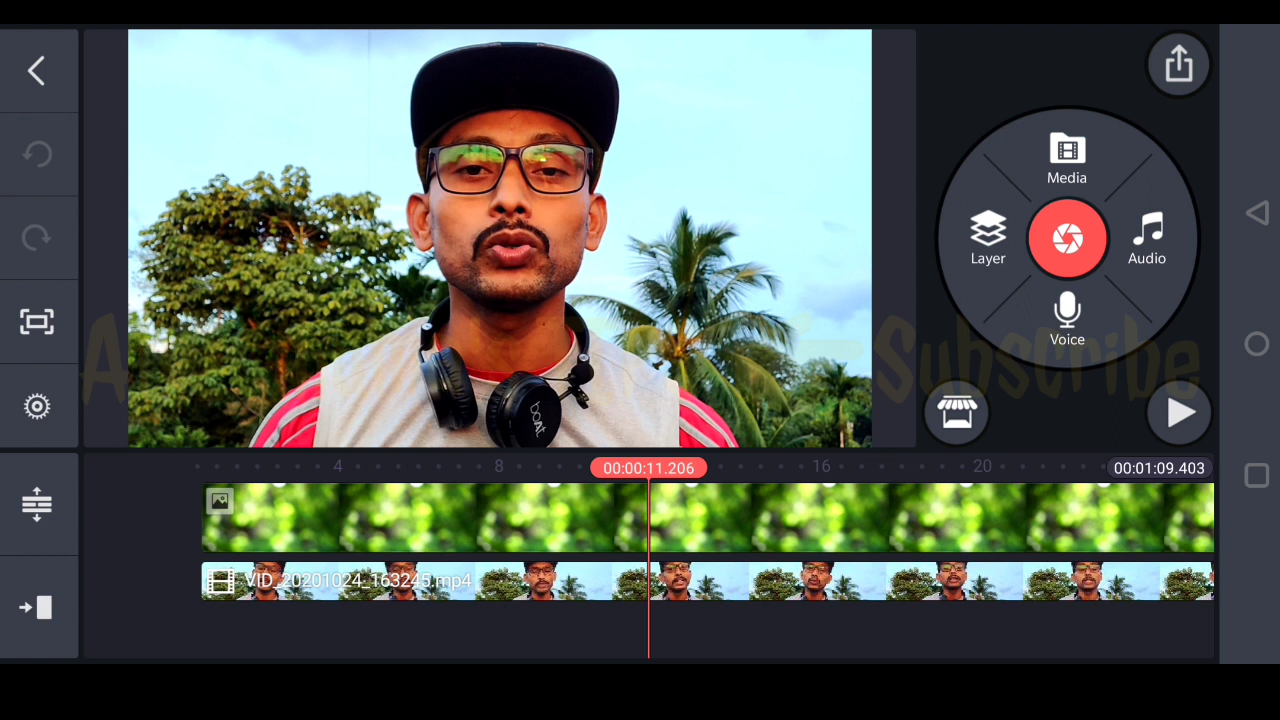 Media
Layer
Audio
Voice
Subscribe
boAt
4
8
00:00:11.206
16
20
00:01:09.403
VID_20201024_163245.mp4